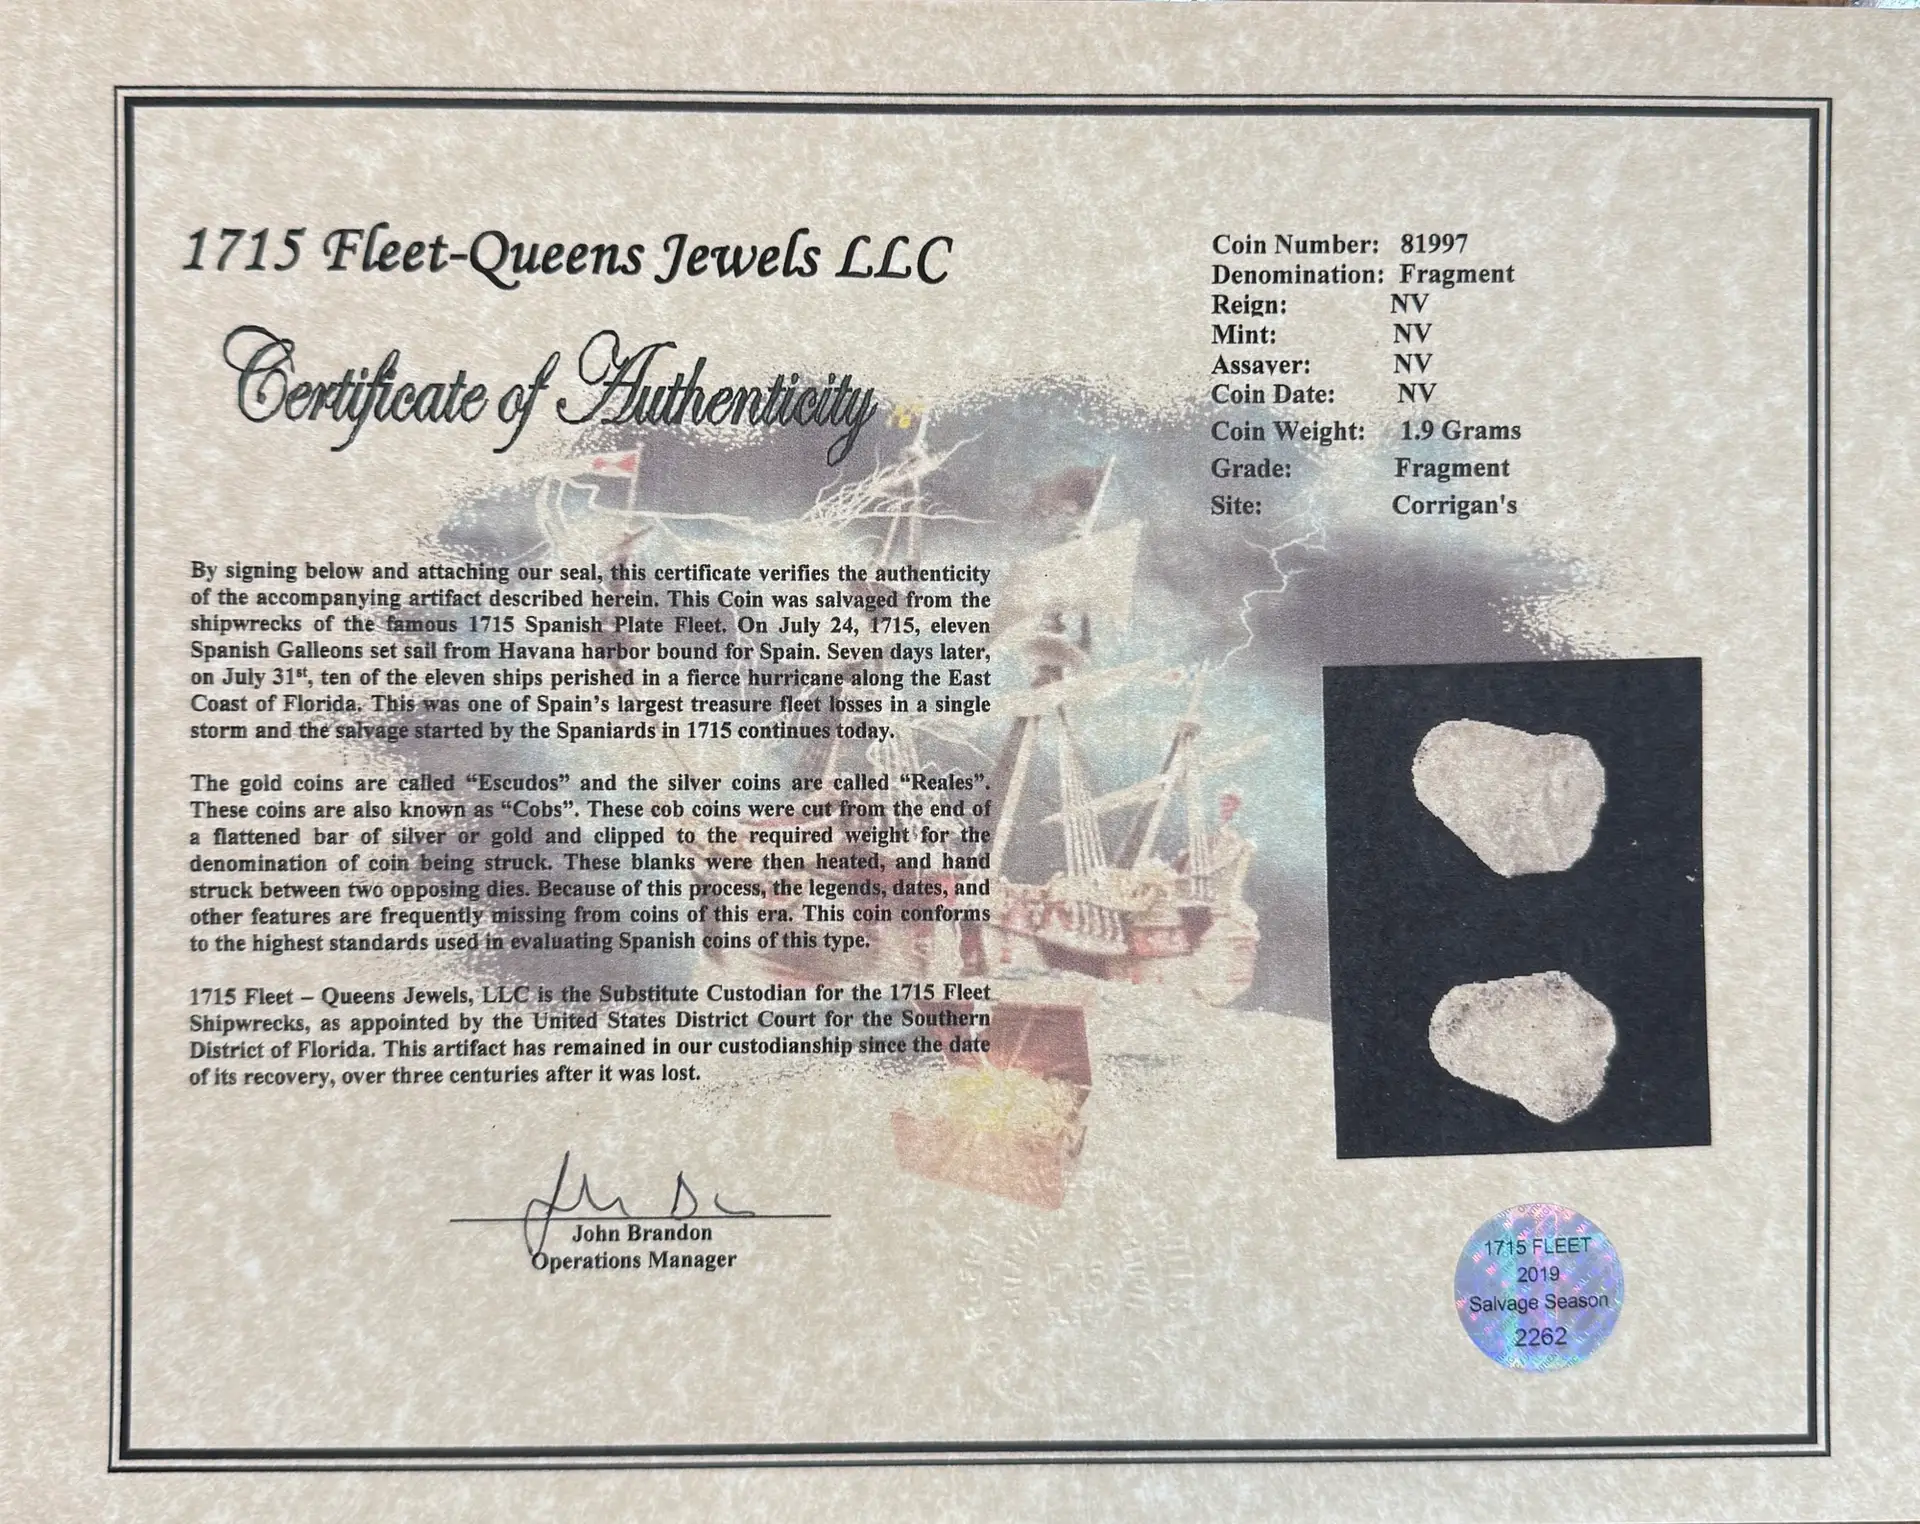 1715 Fleet-Queens Jewels LLC
Certificate of Authenticity
Coin Number: 81997
Denomination: Fragment
Reign: NV
Mint: NV
Assayer: NV
Coin Date: NV
Coin Weight: 1.9 Grams
Grade: Fragment
Site: Corrigan's
By signing below and attaching our seal, this certificate verifies the authenticity
of the accompanying artifact described herein. This Coin was salvaged from the
shipwrecks of the famous 1715 Spanish Plate Fleet. On July 24, 1715, eleven
Spanish Galleons set sail from Havana harbor bound for Spain. Seven days later,
on July 31st, ten of the eleven ships perished in a fierce hurricane along the East
Coast of Florida. This was one of Spain's largest treasure fleet losses in a single
storm and the salvage started by the Spaniards in 1715 continues today.
The gold coins are called “Escudos” and the silver coins are called “Reales”.
These coins are also known as “Cobs”. These cob coins were cut from the end of
a flattened bar of silver or gold and clipped to the required weight for the
denomination of coin being struck. These blanks were then heated, and hand
struck between two opposing dies. Because of this process, the legends, dates, and
other features are frequently missing from coins of this era. This coin conforms
to the highest standards used in evaluating Spanish coins of this type.
1715 Fleet – Queens Jewels, LLC is the Substitute Custodian for the 1715 Fleet
Shipwrecks, as appointed by the United States District Court for the Southern
District of Florida. This artifact has remained in our custodianship since the date
of its recovery, over three centuries after it was lost.
John Brandon
Operations Manager
1715 FLEET
2019
Salvage Season
2262